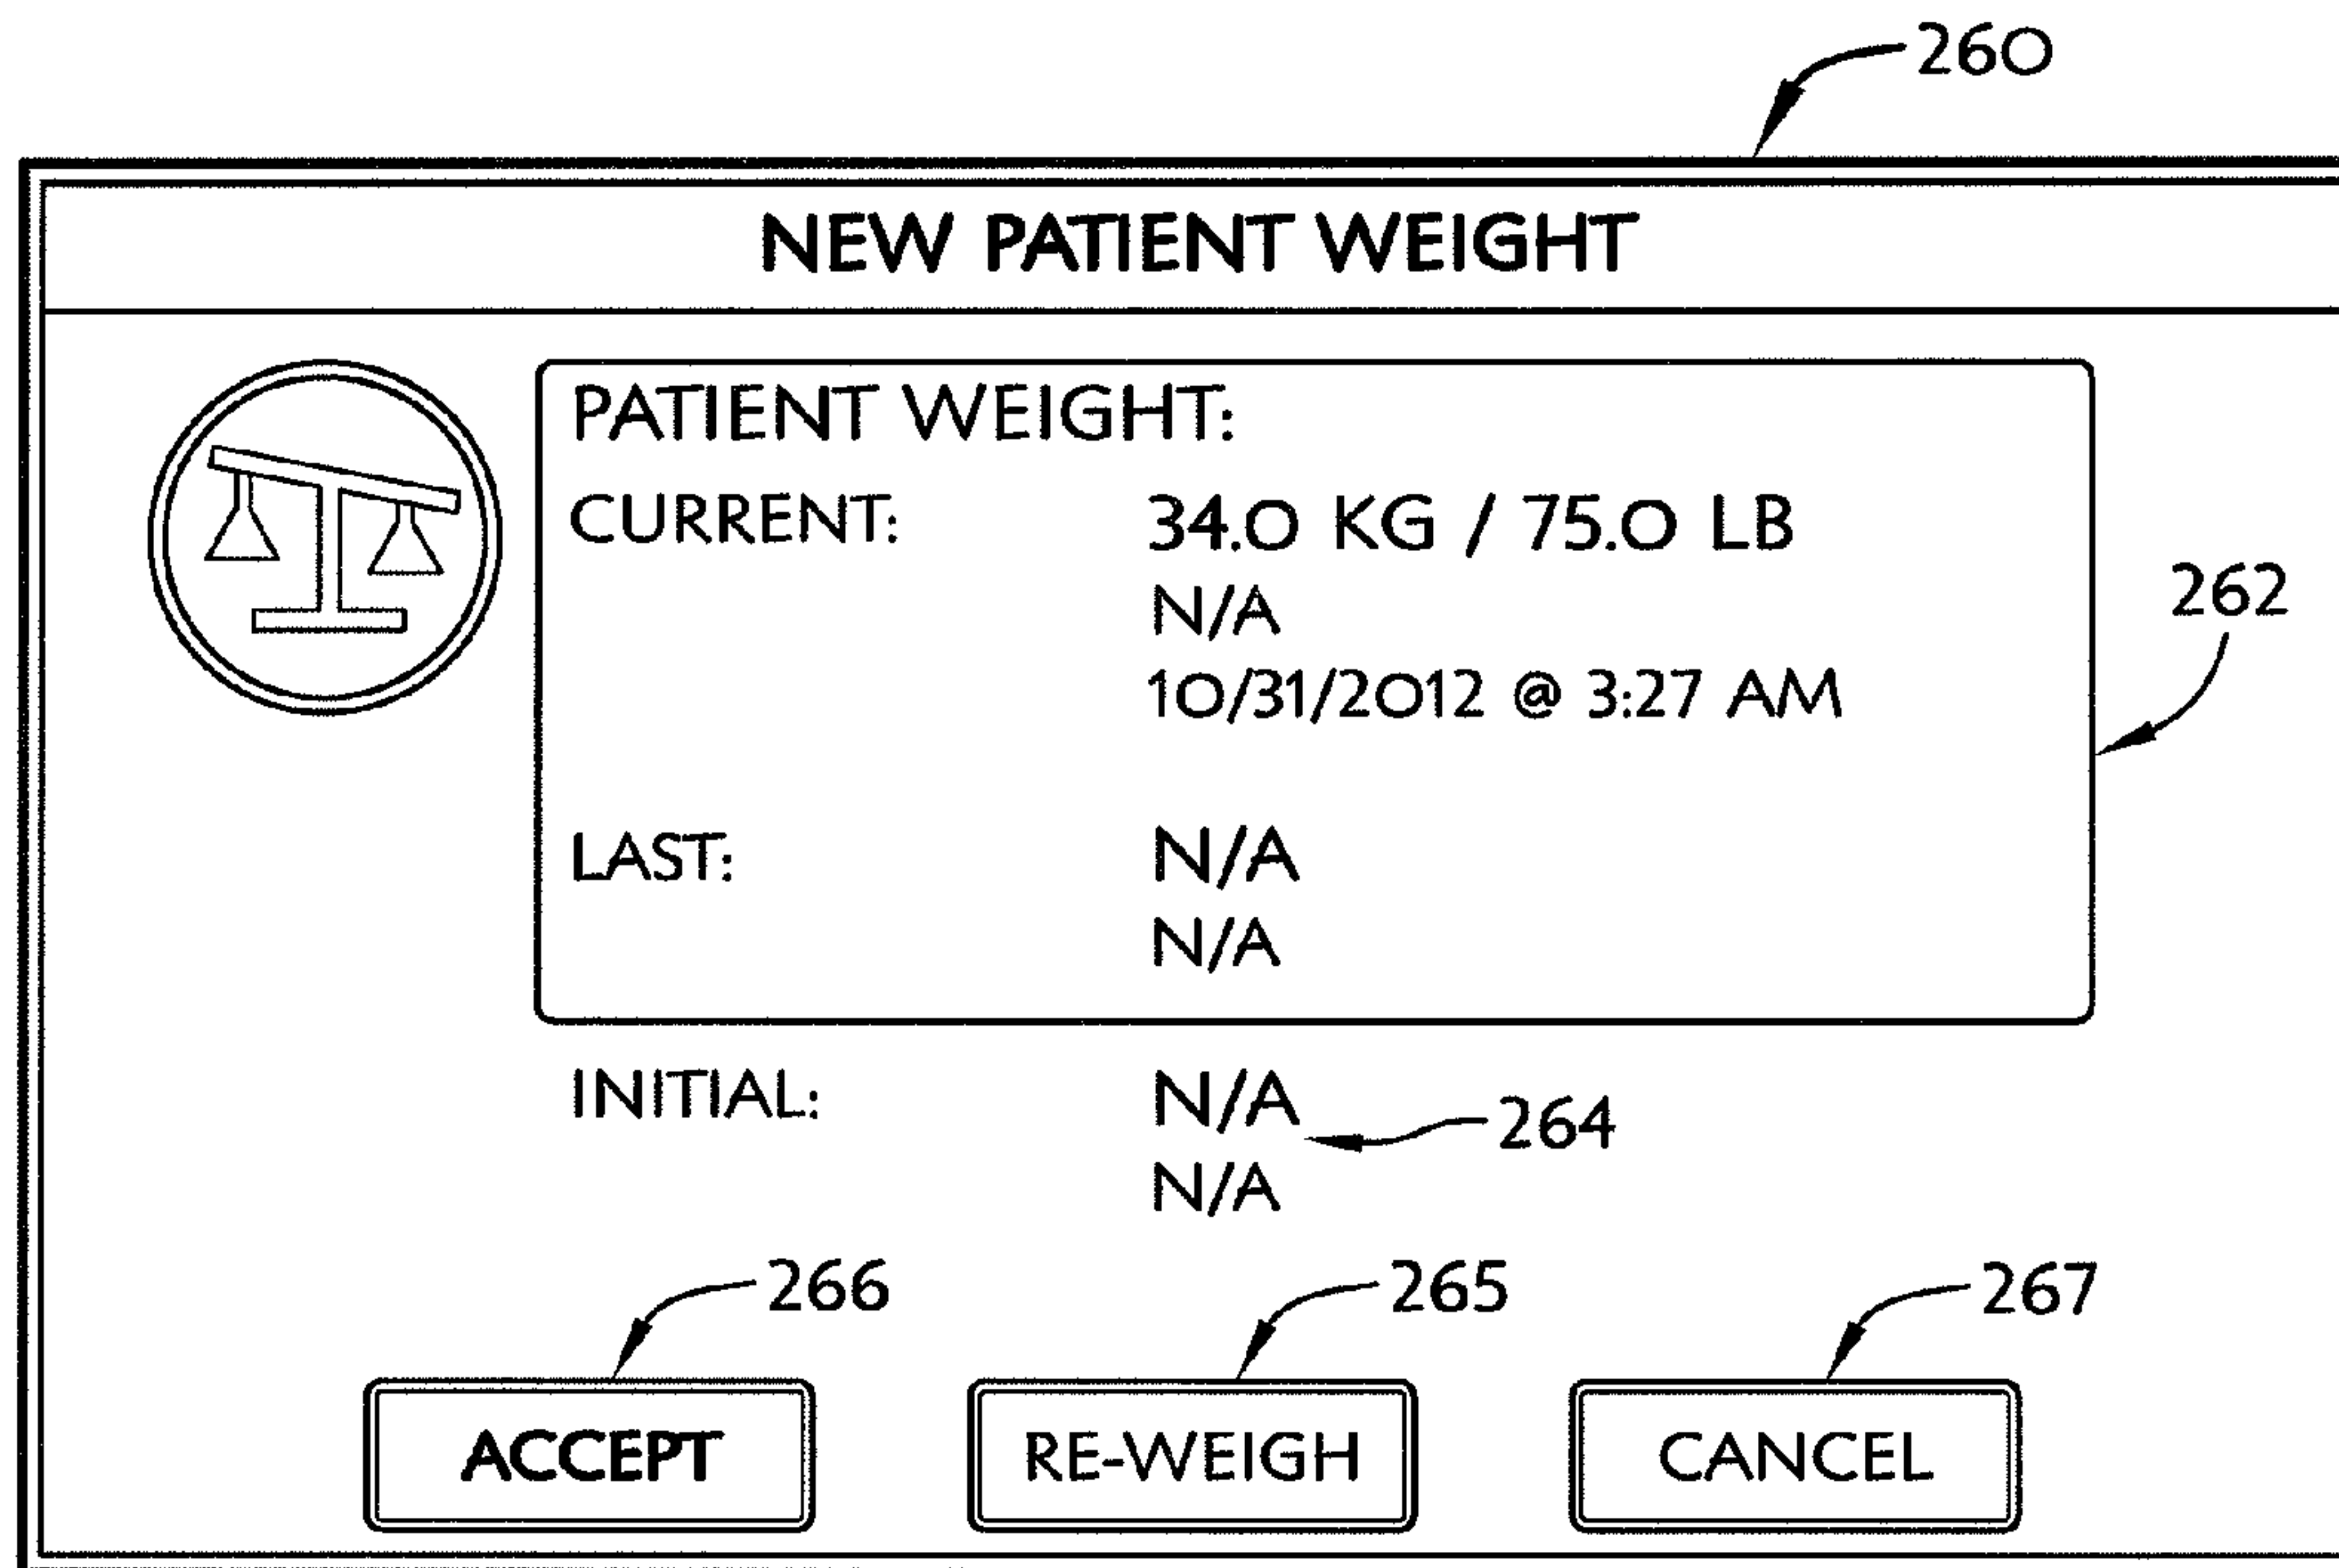 260
NEW PATIENT WEIGHT
PATIENT WEIGHT:
CURRENT: 34.0 KG / 75.0 LB
N/A
262
10/31/2012 @ 3:27 AM
LAST: N/A
N/A
INITIAL: N/A
264
N/A
266 265 267
ACCEPT RE-WEIGH CANCEL